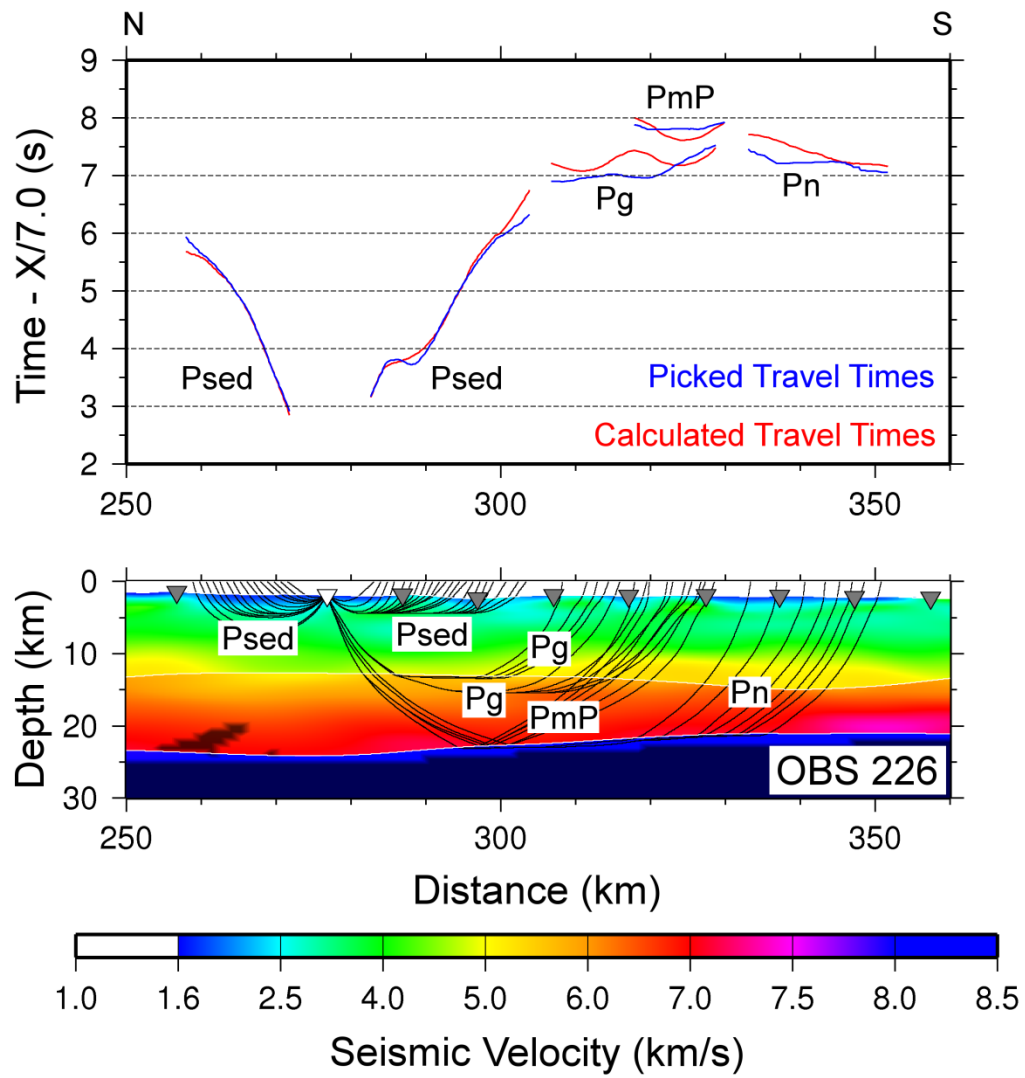 N S
9
8
7
6
5
4
3
2
Time - X/7.0 (s)
PmP
Pg
Pn
Psed
Psed
Picked Travel Times
Calculated Travel Times
250 300 350
0
10
20
30
Depth (km)
Psed
Psed
Pg
Pg
PmP
Pn
OBS 226
250 300 350
Distance (km)
1.0 1.6 2.5 4.0 5.0 6.0 7.0 7.5 8.0 8.5
Seismic Velocity (km/s)